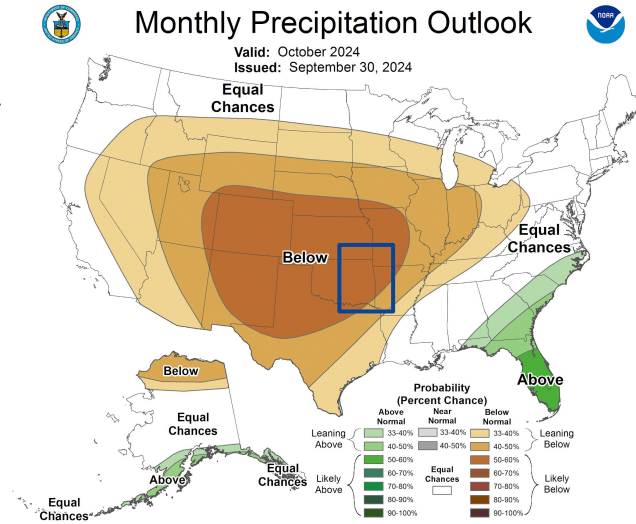 Monthly Precipitation Outlook
NOAA
Valid: October 2024
Issued: September 30, 2024
Equal
Chances
Equal
Chances
Below
Below
Above
Equal
Chances
Above
Equal
Chances
Equal
Chances
Probability
(Percent Chance)
Above
Normal
Near
Normal
Below
Normal
Leaning
Above
33-40%
33-40%
33-40%
Leaning
Below
40-50%
40-50%
40-50%
Likely
Above
50-60%
50-60%
Likely
Below
60-70%
60-70%
70-80%
70-80%
80-90%
80-90%
90-100%
90-100%
Equal
Chances